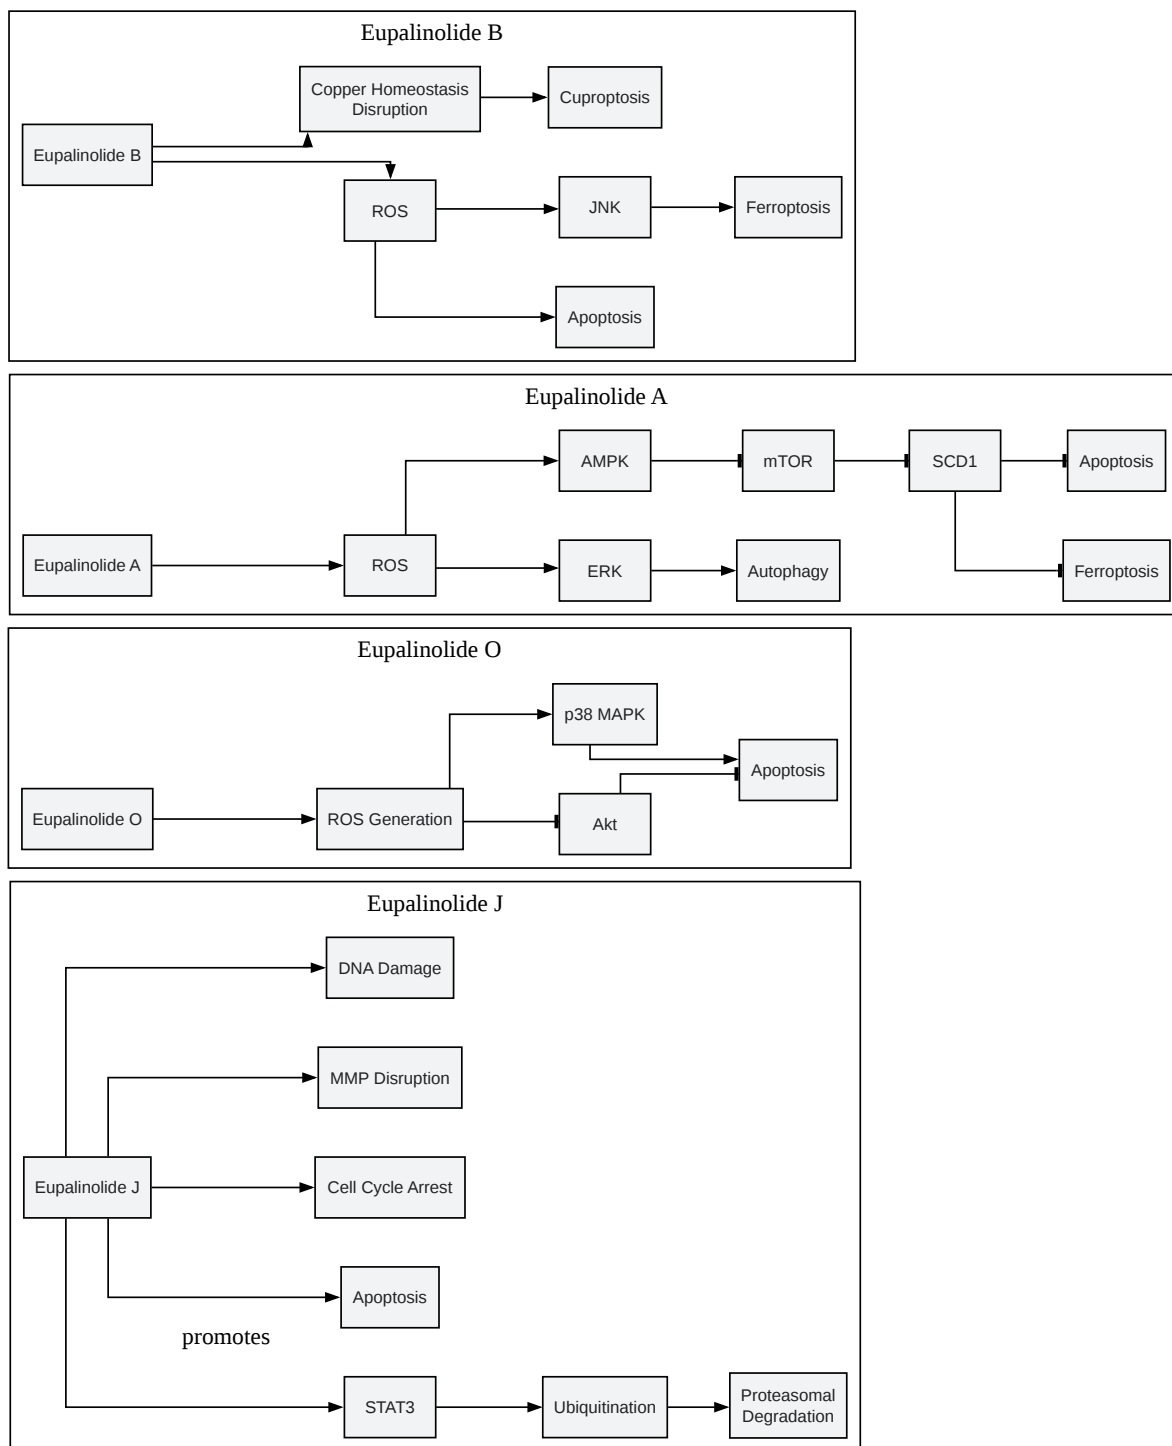 Eupalinolide B
Copper Homeostasis
Disruption
Cuproptosis
Eupalinolide B
ROS
JNK
Ferroptosis
Apoptosis
Eupalinolide A
AMPK
mTOR
SCD1
Apoptosis
Eupalinolide A
ROS
ERK
Autophagy
Ferroptosis
Eupalinolide O
p38 MAPK
Apoptosis
Eupalinolide O
ROS Generation
Akt
Eupalinolide J
DNA Damage
MMP Disruption
Eupalinolide J
Cell Cycle Arrest
Apoptosis
promotes
STAT3
Ubiquitination
Proteasomal
Degradation